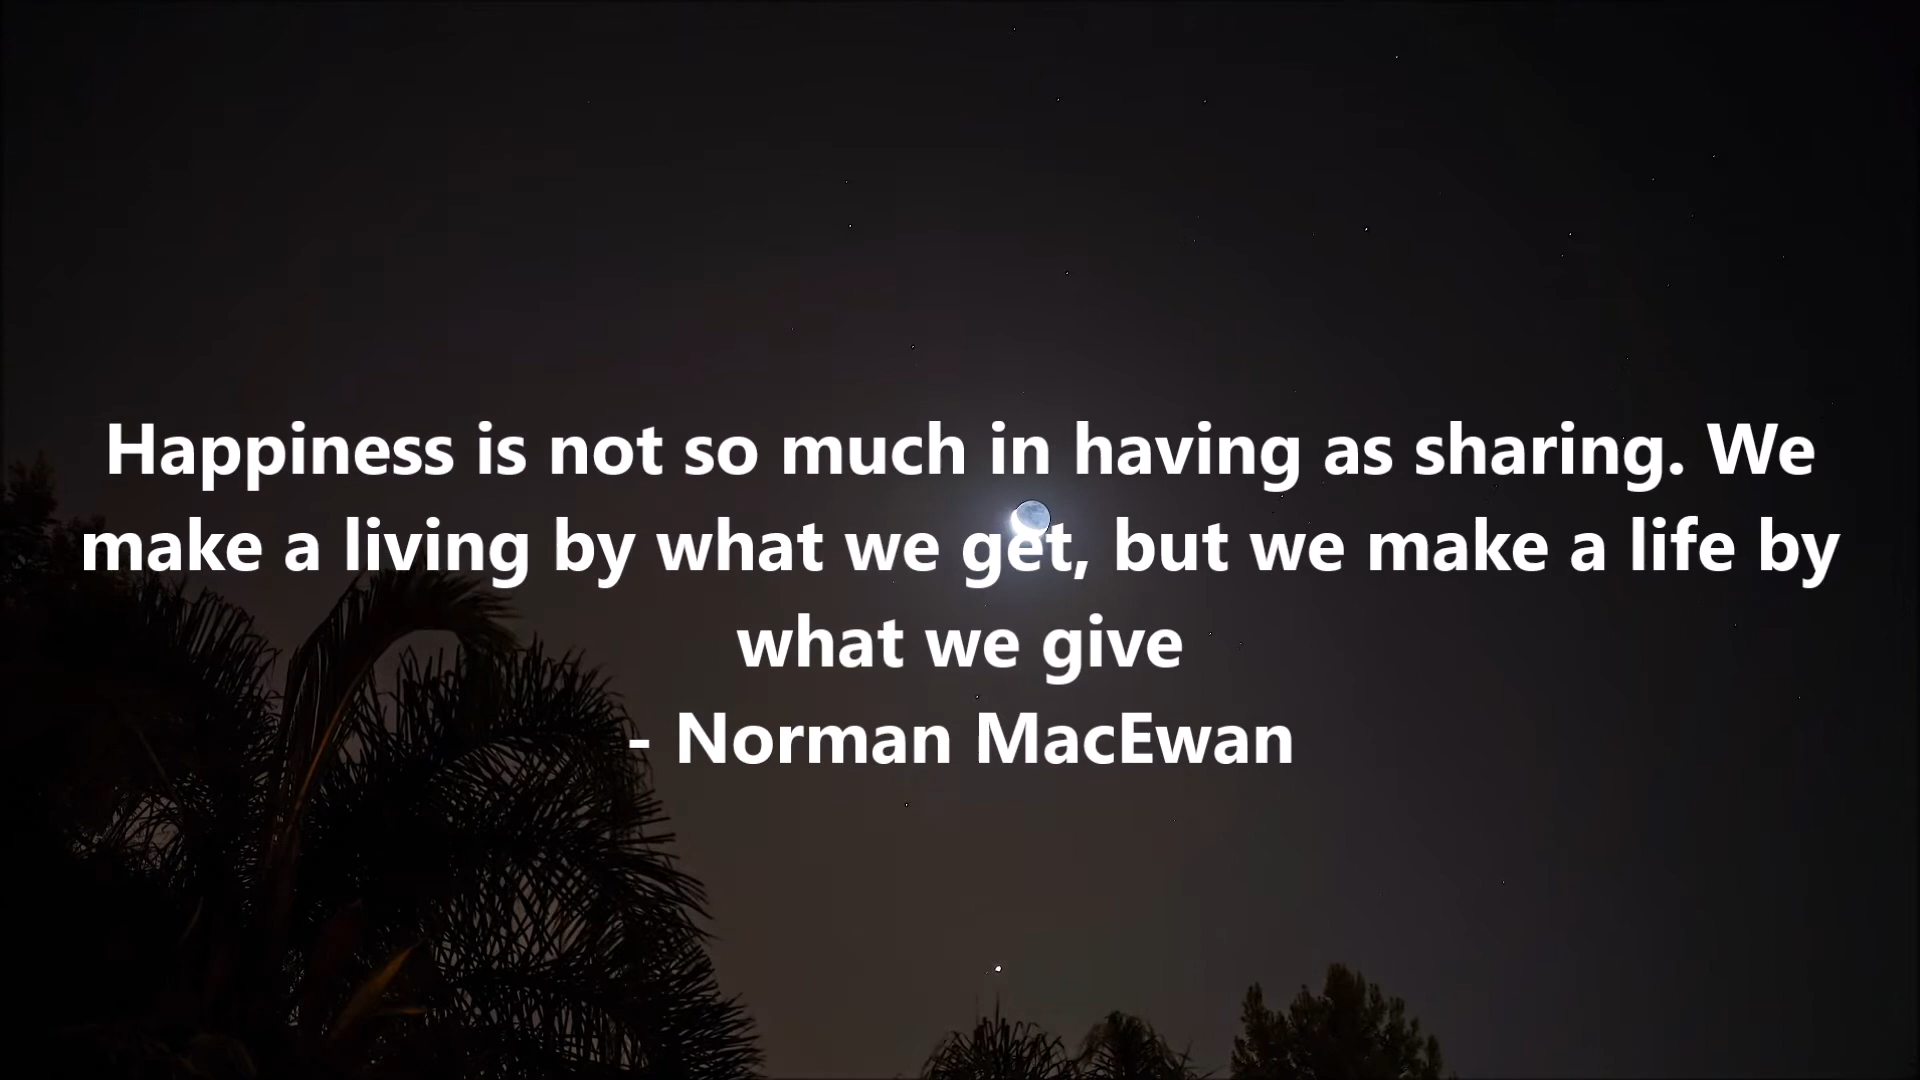 Happiness is not so much in having as sharing. We
make a living by what we get, but we make a life by
what we give
- Norman MacEwan